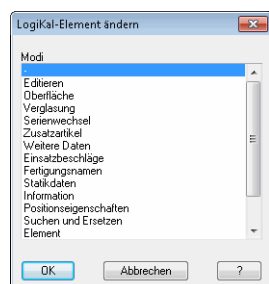 LogiKal-Element ändern
Modi
-
Editieren
Oberfläche
Verglasung
Serienwechsel
Zusatzartikel
Weitere Daten
Einsatzbeschläge
Fertigungsnamen
Statikdaten
Information
Positionseigenschaften
Suchen und Ersetzen
Element
OK
Abbrechen
?